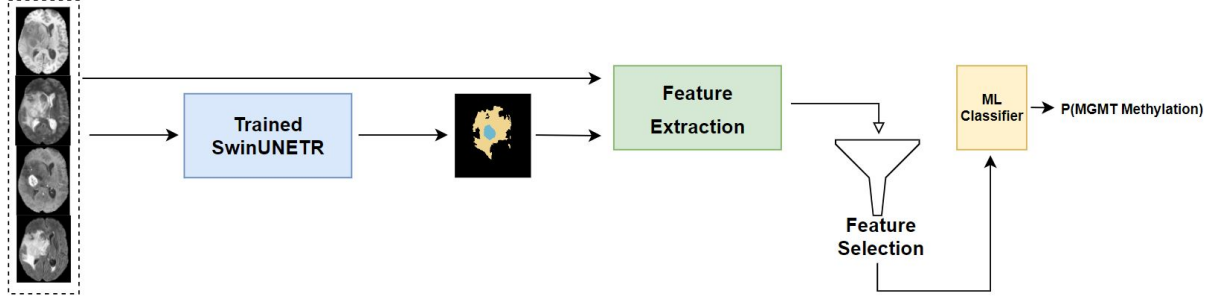 Trained
SwinUNETR
Feature
Extraction
Feature
Selection
ML
Classifier
P(MGMT Methylation)